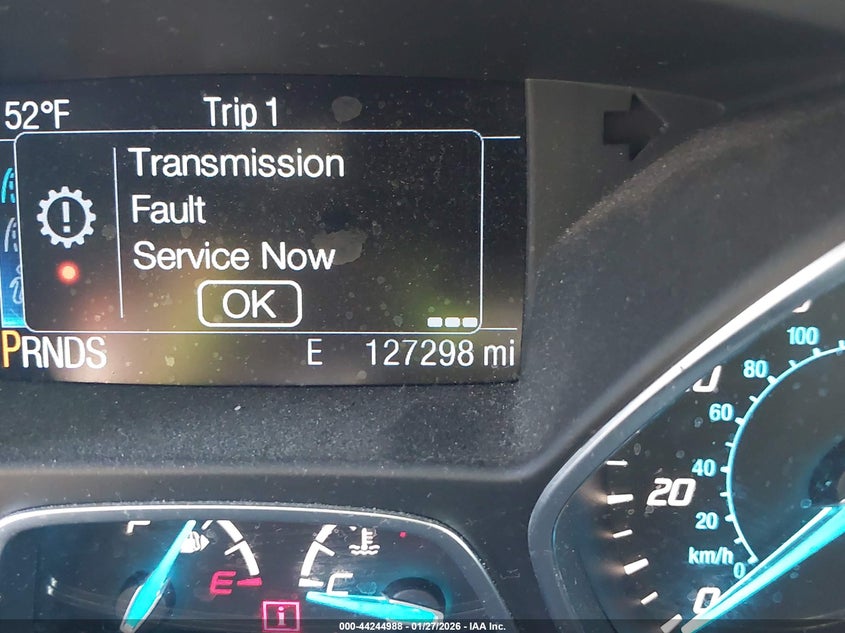 52°F Trip 1
Transmission
Fault
Service Now
OK
PRNDS E 127298 mi
100
80
60
40
20
20
km/h
0
0
F
E
C
i
000-44244988 - 01/27/2026 - IAA Inc.